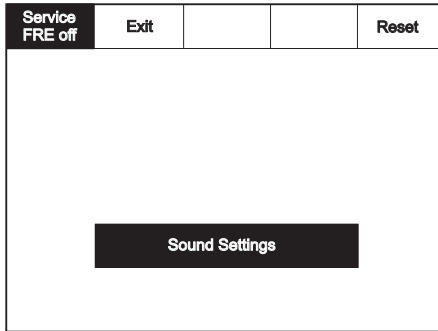 Service
FRE off
Exit
Reset
Sound Settings